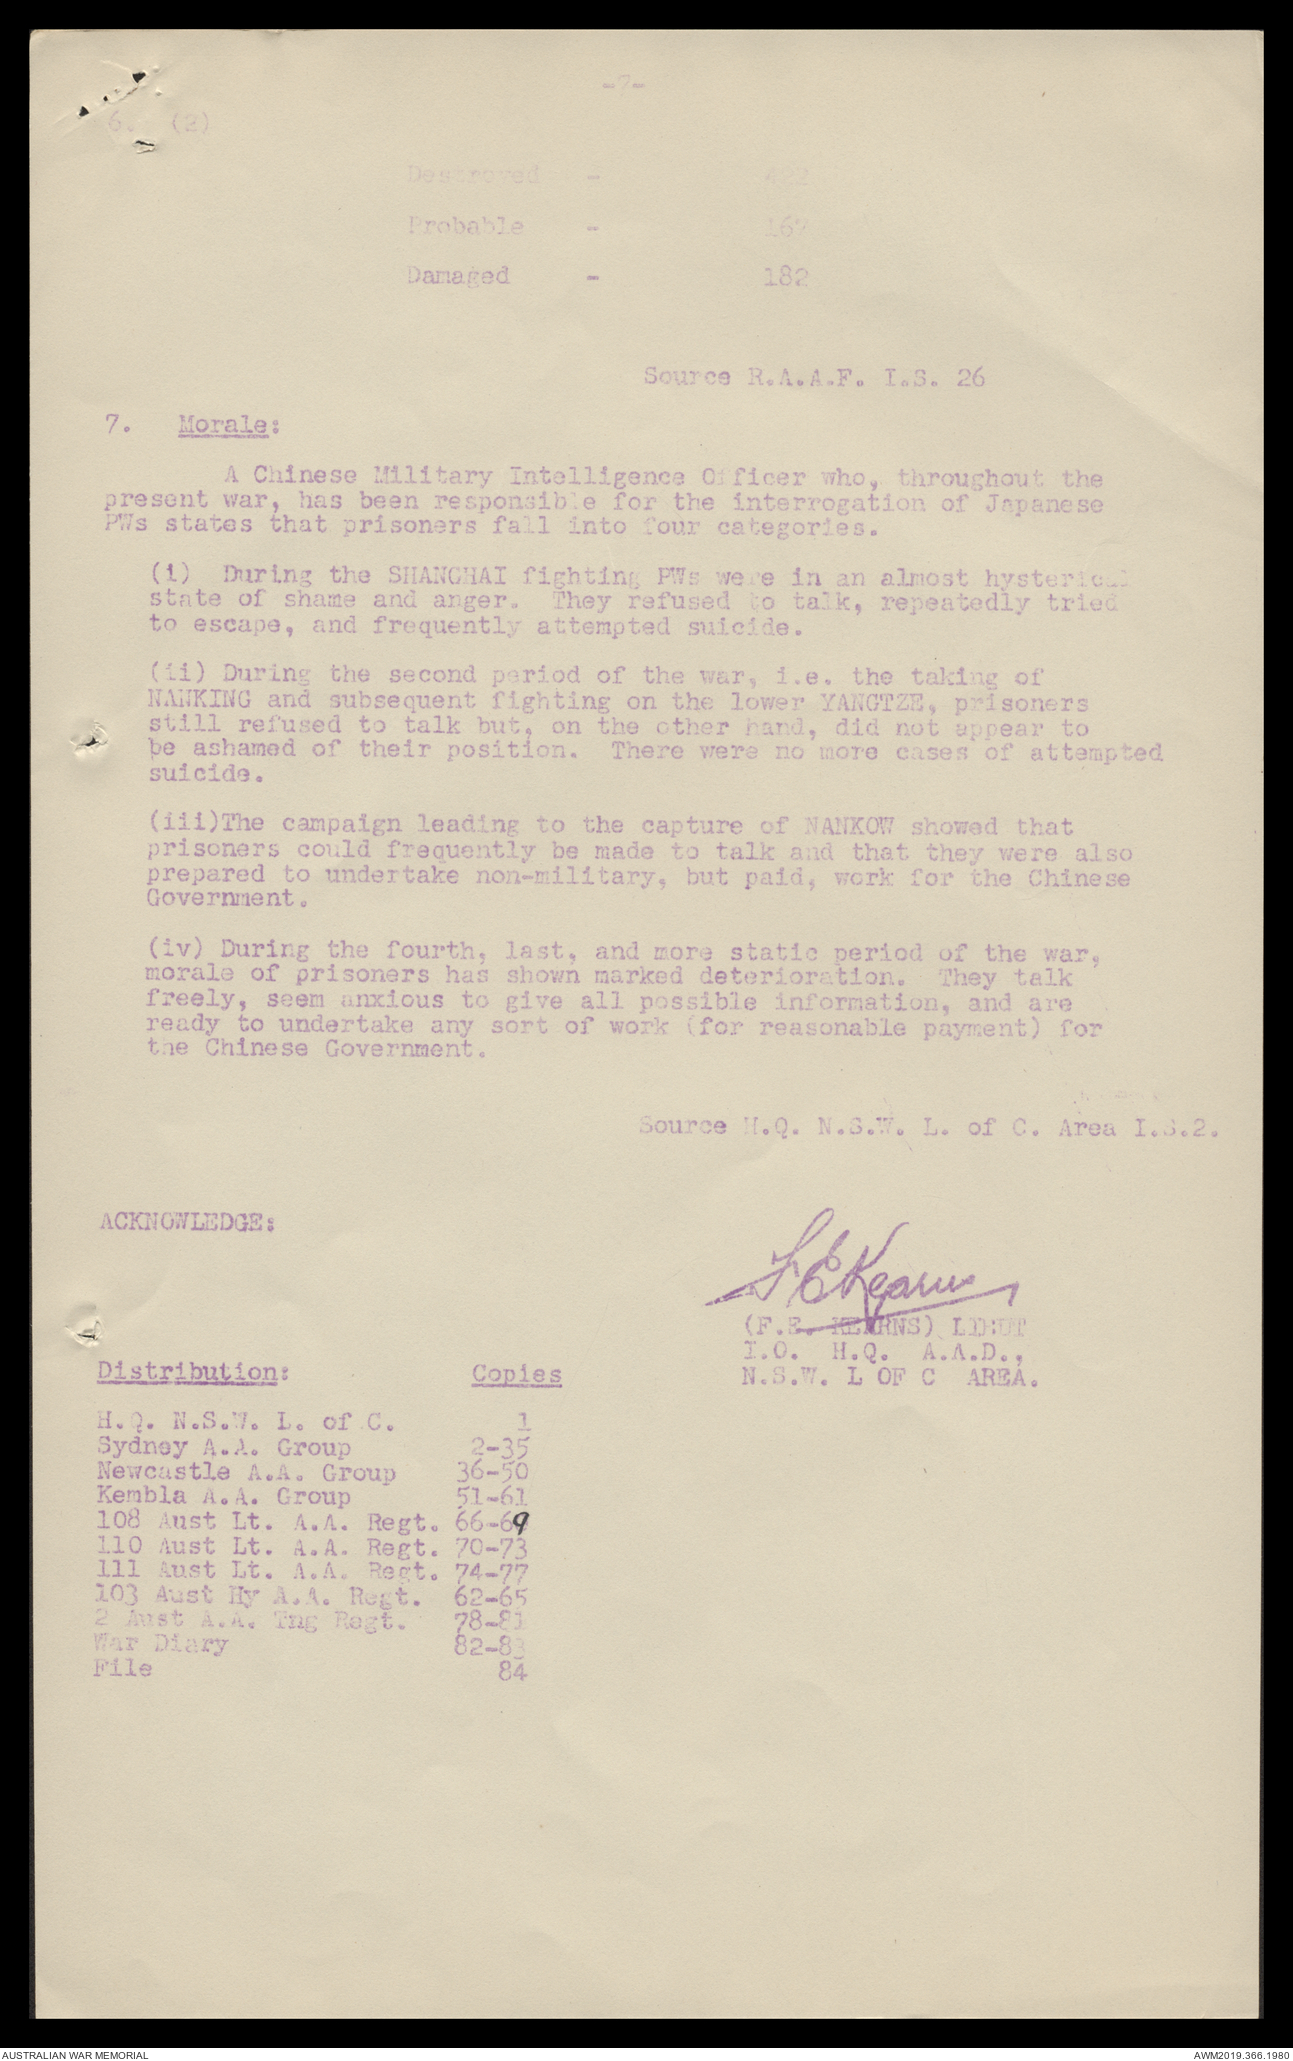 -7-
6. (2)
Destroyed - 422
Probable - 167
Damaged - 182
Source R.A.A.F. I.S. 26
7. Morale:
A Chinese Military Intelligence Officer who, throughout the
present war, has been responsible for the interrogation of Japanese
PWs states that prisoners fall into four categories.
(i) During the SHANGHAI fighting PWs were in an almost hysterical
state of shame and anger. They refused to talk, repeatedly tried
to escape, and frequently attempted suicide.
(ii) During the second period of the war, i.e. the taking of
NANKING and subsequent fighting on the lower YANGTZE, prisoners
still refused to talk but, on the other hand, did not appear to
be ashamed of their position. There were no more cases of attempted
suicide.
(iii)The campaign leading to the capture of NANKOW showed that
prisoners could frequently be made to talk and that they were also
prepared to undertake non-military, but paid, work for the Chinese
Government.
(iv) During the fourth, last, and more static period of the war,
morale of prisoners has shown marked deterioration. They talk
freely, seem anxious to give all possible information, and are
ready to undertake any sort of work (for reasonable payment) for
the Chinese Government.
Source H.Q. N.S.W. L. of C. Area I.S.2.
ACKNOWLEDGE:
F E Kearns
(F.E. KEARNS) LIEUT
I.O. H.Q. A.A.D.,
N.S.W. L OF C AREA.
Distribution: Copies
H.Q. N.S.W. L. of C. 1
Sydney A.A. Group 2-35
Newcastle A.A. Group 36-50
Kembla A.A. Group 51-61
108 Aust Lt. A.A. Regt. 66-69
110 Aust Lt. A.A. Regt. 70-73
111 Aust Lt. A.A. Regt. 74-77
103 Aust Hy A.A. Regt. 62-65
2 Aust A.A. Tng Regt. 78-81
War Diary 82-83
File 84
AUSTRALIAN WAR MEMORIAL
AWM2019.366.1980